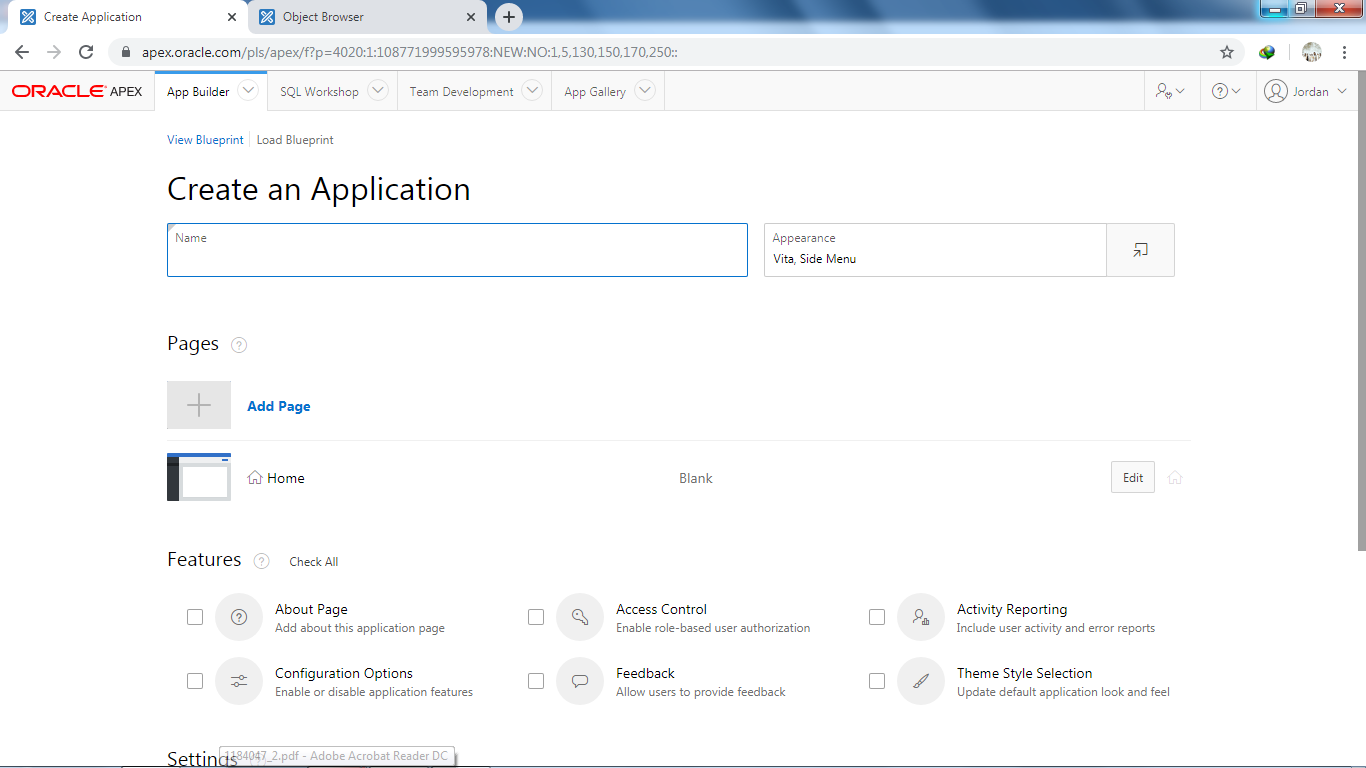 Create Application
Object Browser
apex.oracle.com/pls/apex/f?p=4020:1:108771999595978:NEW:NO:1,5,130,150,170,250::
ORACLE APEX
App Builder
SQL Workshop
Team Development
App Gallery
Jordan
View Blueprint
Load Blueprint
Create an Application
Name
Appearance
Vita, Side Menu
Pages
Add Page
Home
Blank
Edit
Features
Check All
About Page
Add about this application page
Access Control
Enable role-based user authorization
Activity Reporting
Include user activity and error reports
Configuration Options
Enable or disable application features
Feedback
Allow users to provide feedback
Theme Style Selection
Update default application look and feel
Settings
1184047_2.pdf - Adobe Acrobat Reader DC